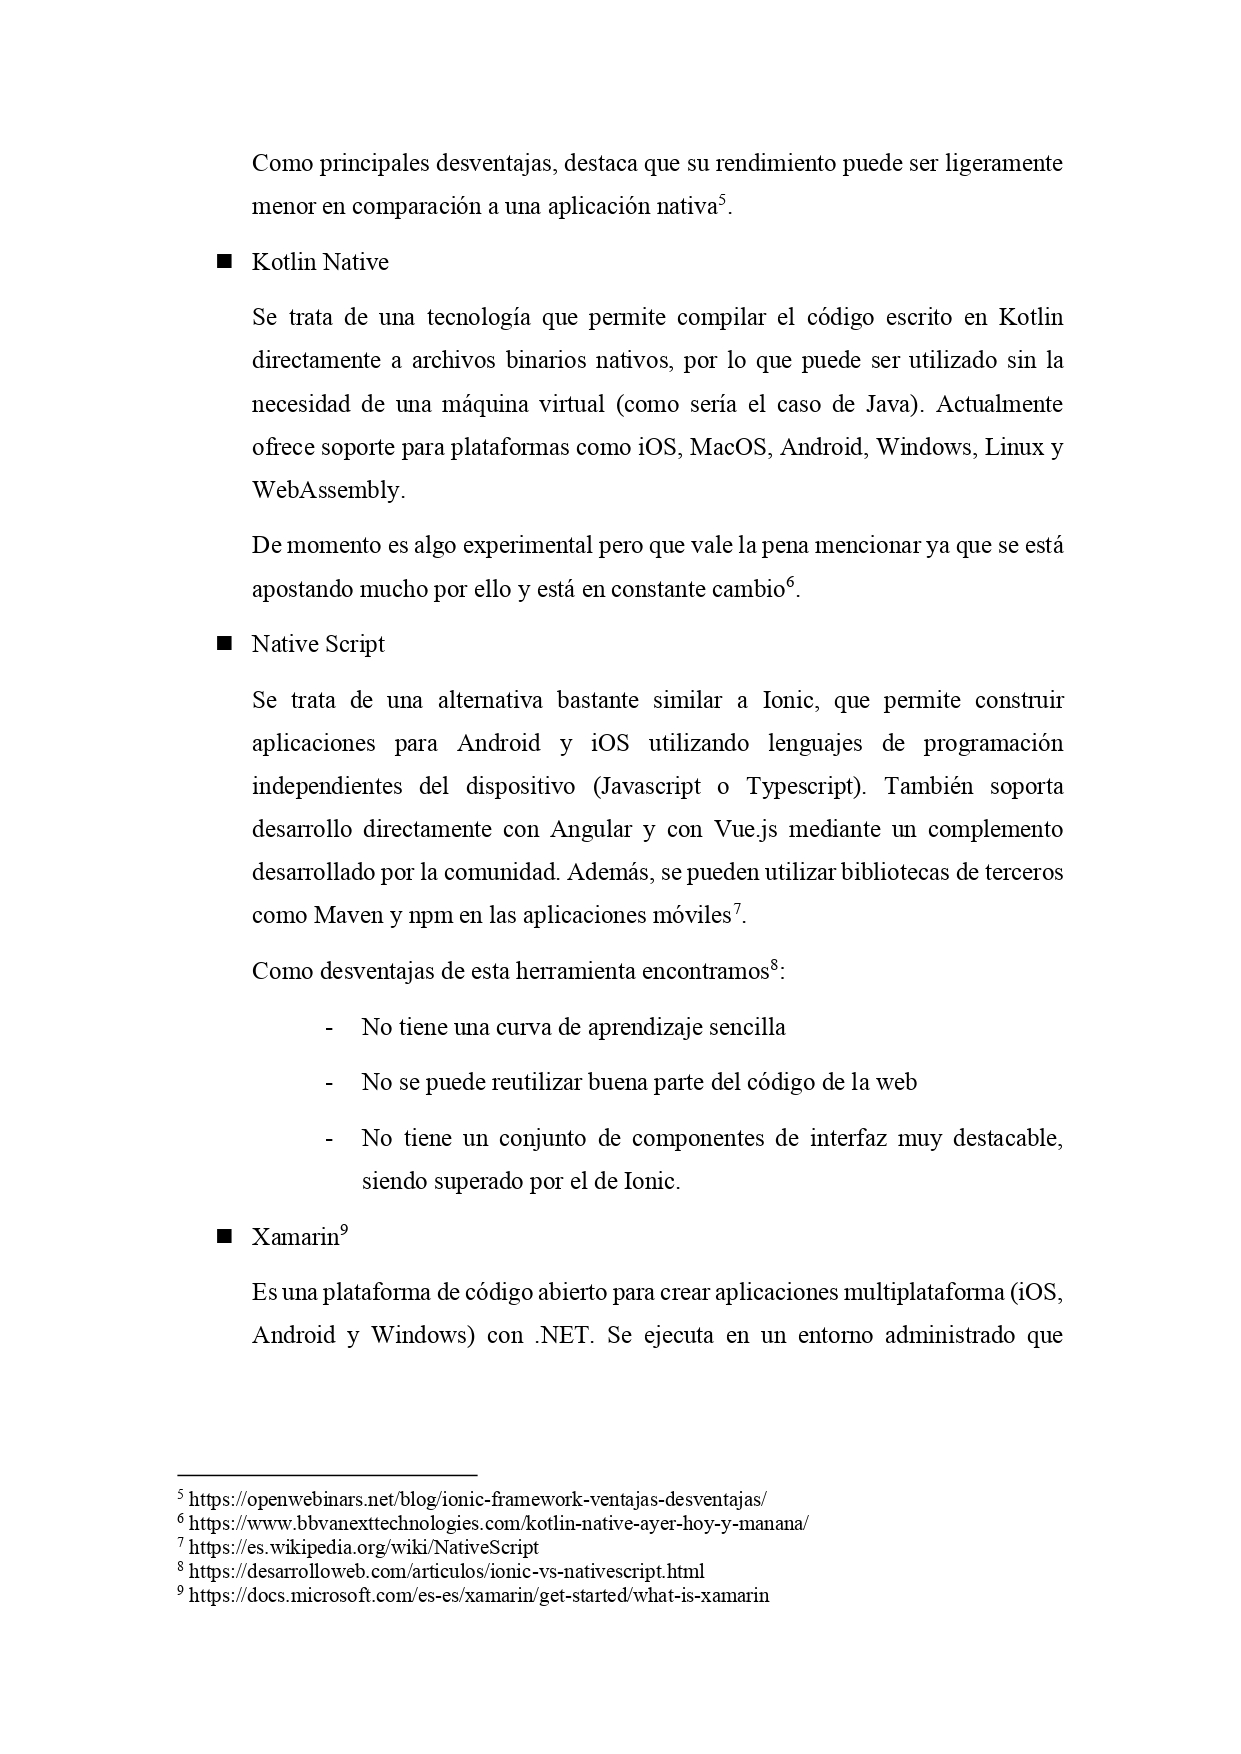 Como principales desventajas, destaca que su rendimiento puede ser ligeramente
menor en comparación a una aplicación nativa⁵.
■ Kotlin Native
Se trata de una tecnología que permite compilar el código escrito en Kotlin
directamente a archivos binarios nativos, por lo que puede ser utilizado sin la
necesidad de una máquina virtual (como sería el caso de Java). Actualmente
ofrece soporte para plataformas como iOS, MacOS, Android, Windows, Linux y
WebAssembly.
De momento es algo experimental pero que vale la pena mencionar ya que se está
apostando mucho por ello y está en constante cambio⁶.
■ Native Script
Se trata de una alternativa bastante similar a Ionic, que permite construir
aplicaciones para Android y iOS utilizando lenguajes de programación
independientes del dispositivo (Javascript o Typescript). También soporta
desarrollo directamente con Angular y con Vue.js mediante un complemento
desarrollado por la comunidad. Además, se pueden utilizar bibliotecas de terceros
como Maven y npm en las aplicaciones móviles⁷.
Como desventajas de esta herramienta encontramos⁸:
- No tiene una curva de aprendizaje sencilla
- No se puede reutilizar buena parte del código de la web
- No tiene un conjunto de componentes de interfaz muy destacable,
siendo superado por el de Ionic.
■ Xamarin⁹
Es una plataforma de código abierto para crear aplicaciones multiplataforma (iOS,
Android y Windows) con .NET. Se ejecuta en un entorno administrado que
⁵ https://openwebinars.net/blog/ionic-framework-ventajas-desventajas/
⁶ https://www.bbvanexttechnologies.com/kotlin-native-ayer-hoy-y-manana/
⁷ https://es.wikipedia.org/wiki/NativeScript
⁸ https://desarrolloweb.com/articulos/ionic-vs-nativescript.html
⁹ https://docs.microsoft.com/es-es/xamarin/get-started/what-is-xamarin